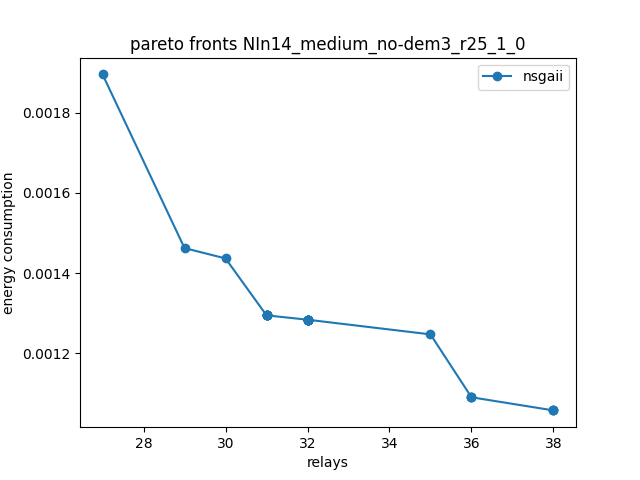 pareto fronts NIn14_medium_no-dem3_r25_1_0
nsgaii
0.0018
0.0016
0.0014
0.0012
energy consumption
28 30 32 34 36 38
relays